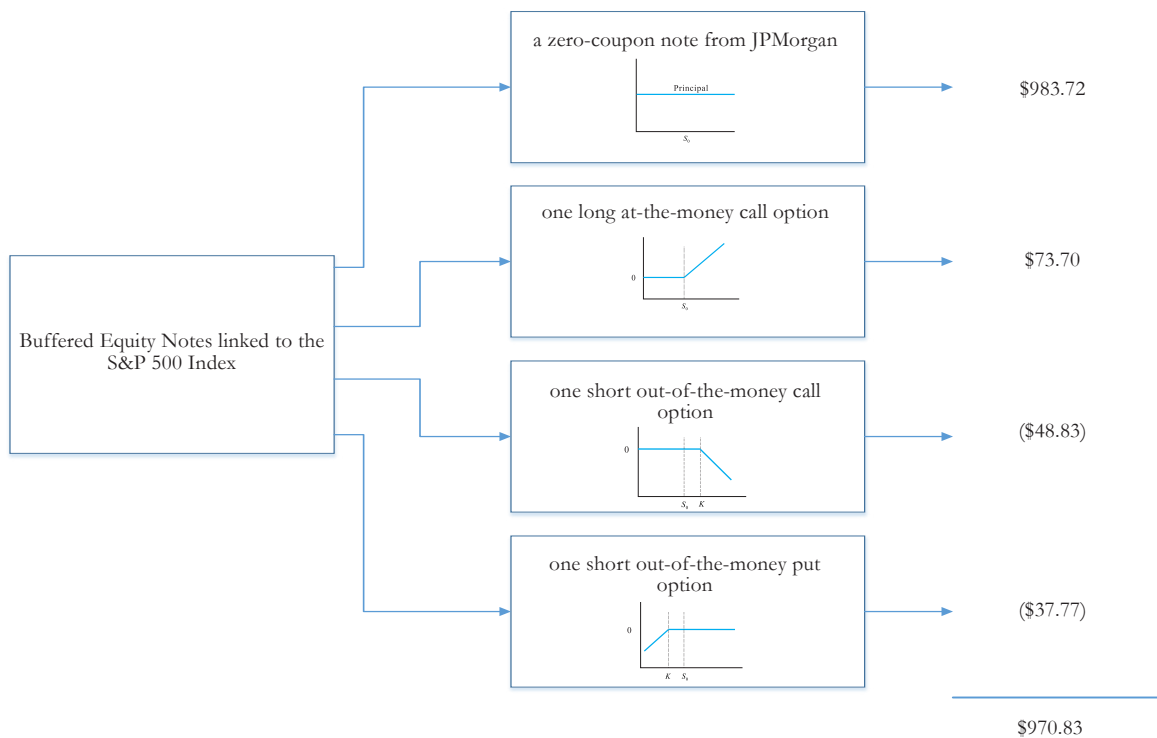 a zero-coupon note from JPMorgan
Principal
S₀
$983.72
one long at-the-money call option
0
S₀
$73.70
Buffered Equity Notes linked to the
S&P 500 Index
one short out-of-the-money call
option
0
S₀ K
($48.83)
one short out-of-the-money put
option
0
K S₀
($37.77)
$970.83